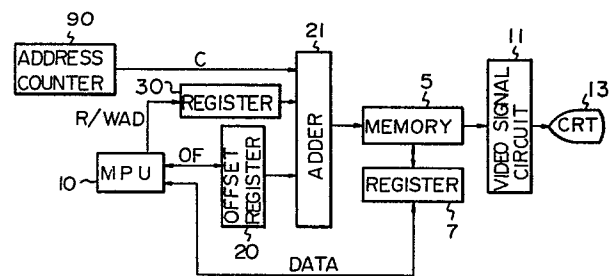 90
ADDRESS
COUNTER
C
21
ADDER
30
REGISTER
R/WAD
10
MPU
OF
OFFSET
REGISTER
20
5
MEMORY
REGISTER
7
DATA
11
VIDEO SIGNAL
CIRCUIT
13
CRT